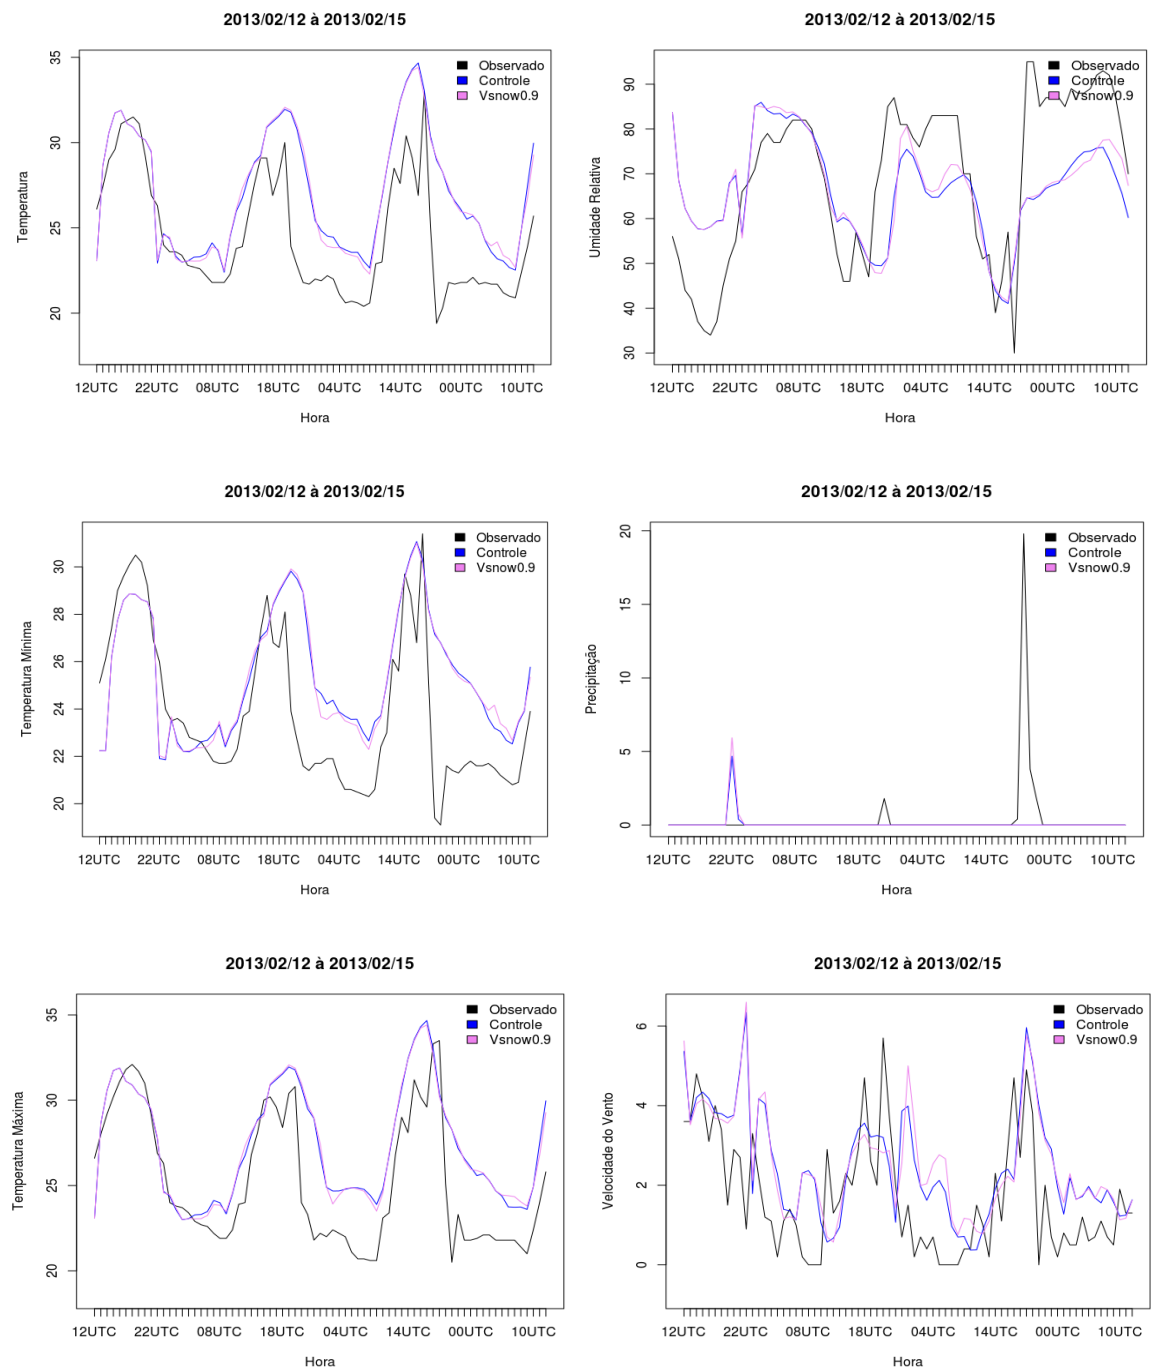 2013/02/12 à 2013/02/15
Temperatura
35
30
25
20
Observado
Controle
Vsnow0.9
12UTC 22UTC 08UTC 18UTC 04UTC 14UTC 00UTC 10UTC
Hora
2013/02/12 à 2013/02/15
Umidade Relativa
90
80
70
60
50
40
30
Observado
Controle
Vsnow0.9
12UTC 22UTC 08UTC 18UTC 04UTC 14UTC 00UTC 10UTC
Hora
2013/02/12 à 2013/02/15
Temperatura Mínima
30
28
26
24
22
20
Observado
Controle
Vsnow0.9
12UTC 22UTC 08UTC 18UTC 04UTC 14UTC 00UTC 10UTC
Hora
2013/02/12 à 2013/02/15
Precipitação
20
15
10
5
0
Observado
Controle
Vsnow0.9
12UTC 22UTC 08UTC 18UTC 04UTC 14UTC 00UTC 10UTC
Hora
2013/02/12 à 2013/02/15
Temperatura Máxima
35
30
25
20
Observado
Controle
Vsnow0.9
12UTC 22UTC 08UTC 18UTC 04UTC 14UTC 00UTC 10UTC
Hora
2013/02/12 à 2013/02/15
Velocidade do Vento
6
4
2
0
Observado
Controle
Vsnow0.9
12UTC 22UTC 08UTC 18UTC 04UTC 14UTC 00UTC 10UTC
Hora